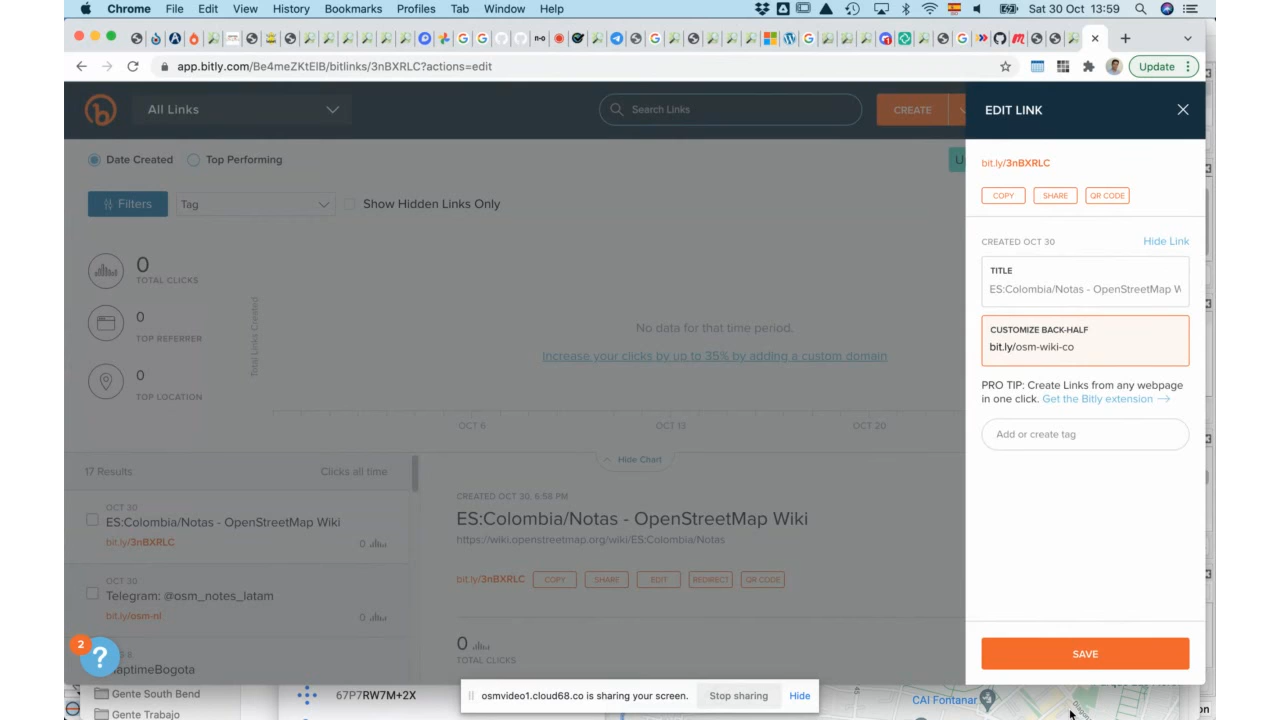 Chrome File Edit View History Bookmarks Profiles Tab Window Help Sat 30 Oct 13:59
app.bitly.com/Be4meZKtElB/bitlinks/3nBXRLC?actions=edit Update
All Links Search Links CREATE EDIT LINK
Date Created Top Performing
bit.ly/3nBXRLC
COPY SHARE QR CODE
Filters Tag Show Hidden Links Only
CREATED OCT 30 Hide Link
0
TOTAL CLICKS
TITLE
ES:Colombia/Notas - OpenStreetMap W
0
TOP REFERRER
Total Links Created
No data for that time period.
Increase your clicks by up to 35% by adding a custom domain
CUSTOMIZE BACK-HALF
bit.ly/osm-wiki-co
0
TOP LOCATION
PRO TIP: Create Links from any webpage
in one click. Get the Bitly extension →
OCT 6 OCT 13 OCT 20
Add or create tag
Hide Chart
17 Results Clicks all time
OCT 30
ES:Colombia/Notas - OpenStreetMap Wiki
bit.ly/3nBXRLC 0
CREATED OCT 30, 6:58 PM
ES:Colombia/Notas - OpenStreetMap Wiki
https://wiki.openstreetmap.org/wiki/ES:Colombia/Notas
bit.ly/3nBXRLC COPY SHARE EDIT REDIRECT QR CODE
OCT 30
Telegram: @osm_notes_latam
bit.ly/osm-nl 0
0
TOTAL CLICKS
2
?
aptimeBogota
SAVE
Gente South Bend
67P7RW7M+2X
osmvideo1.cloud68.co is sharing your screen. Stop sharing Hide
CAI Fontanar
Gente Trabajo